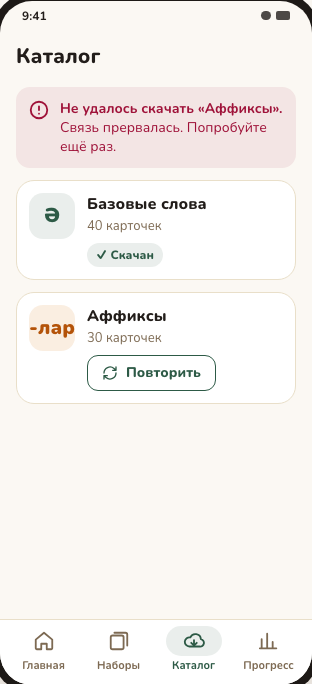 9:41
Каталог
Не удалось скачать «Аффиксы».
Связь прервалась. Попробуйте
ещё раз.
ә
Базовые слова
40 карточек
Скачан
-лар
Аффиксы
30 карточек
Повторить
Главная
Наборы
Каталог
Прогресс